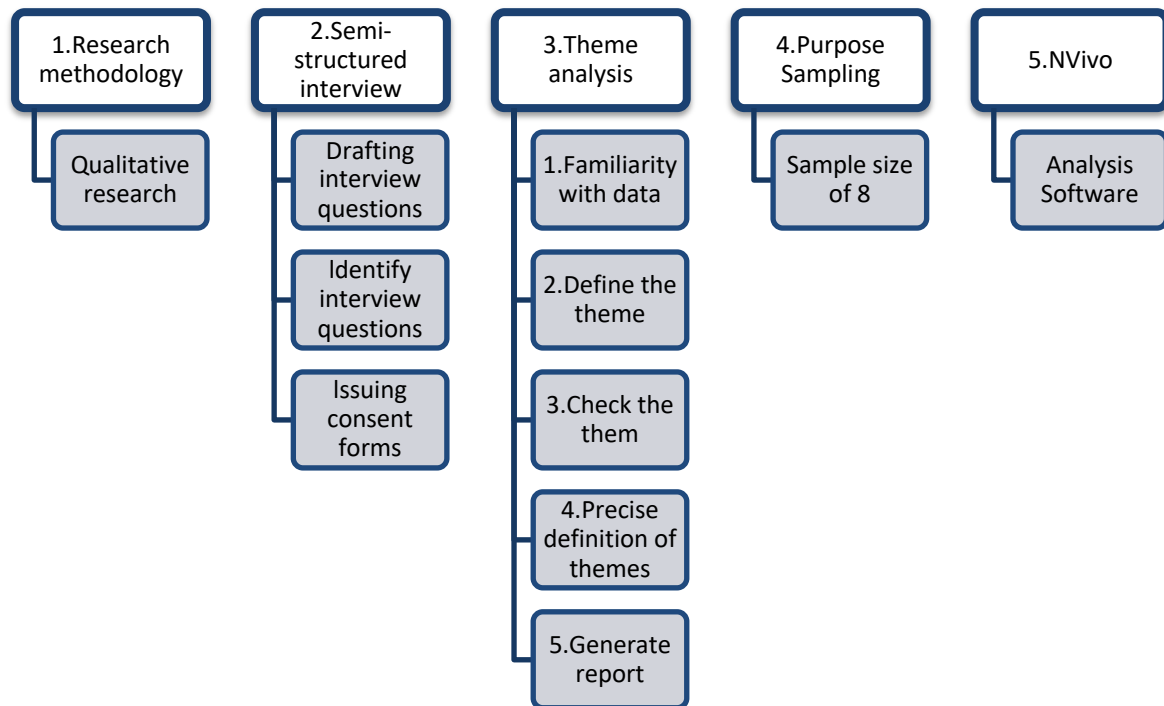 1.Research
methodology
Qualitative
research
2.Semi-
structured
interview
Drafting
interview
questions
Identify
interview
questions
Issuing
consent
forms
3.Theme
analysis
1.Familiarity
with data
2.Define the
theme
3.Check the
them
4.Precise
definition of
themes
5.Generate
report
4.Purpose
Sampling
Sample size
of 8
5.NVivo
Analysis
Software